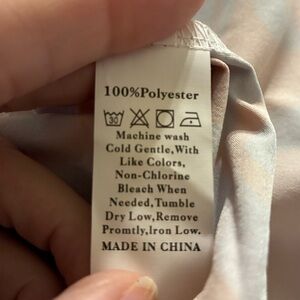 100%Polyester
30
Machine wash
Cold Gentle,With
Like Colors,
Non-Chlorine
Bleach When
Needed,Tumble
Dry Low,Remove
Promtly,Iron Low.
MADE IN CHINA